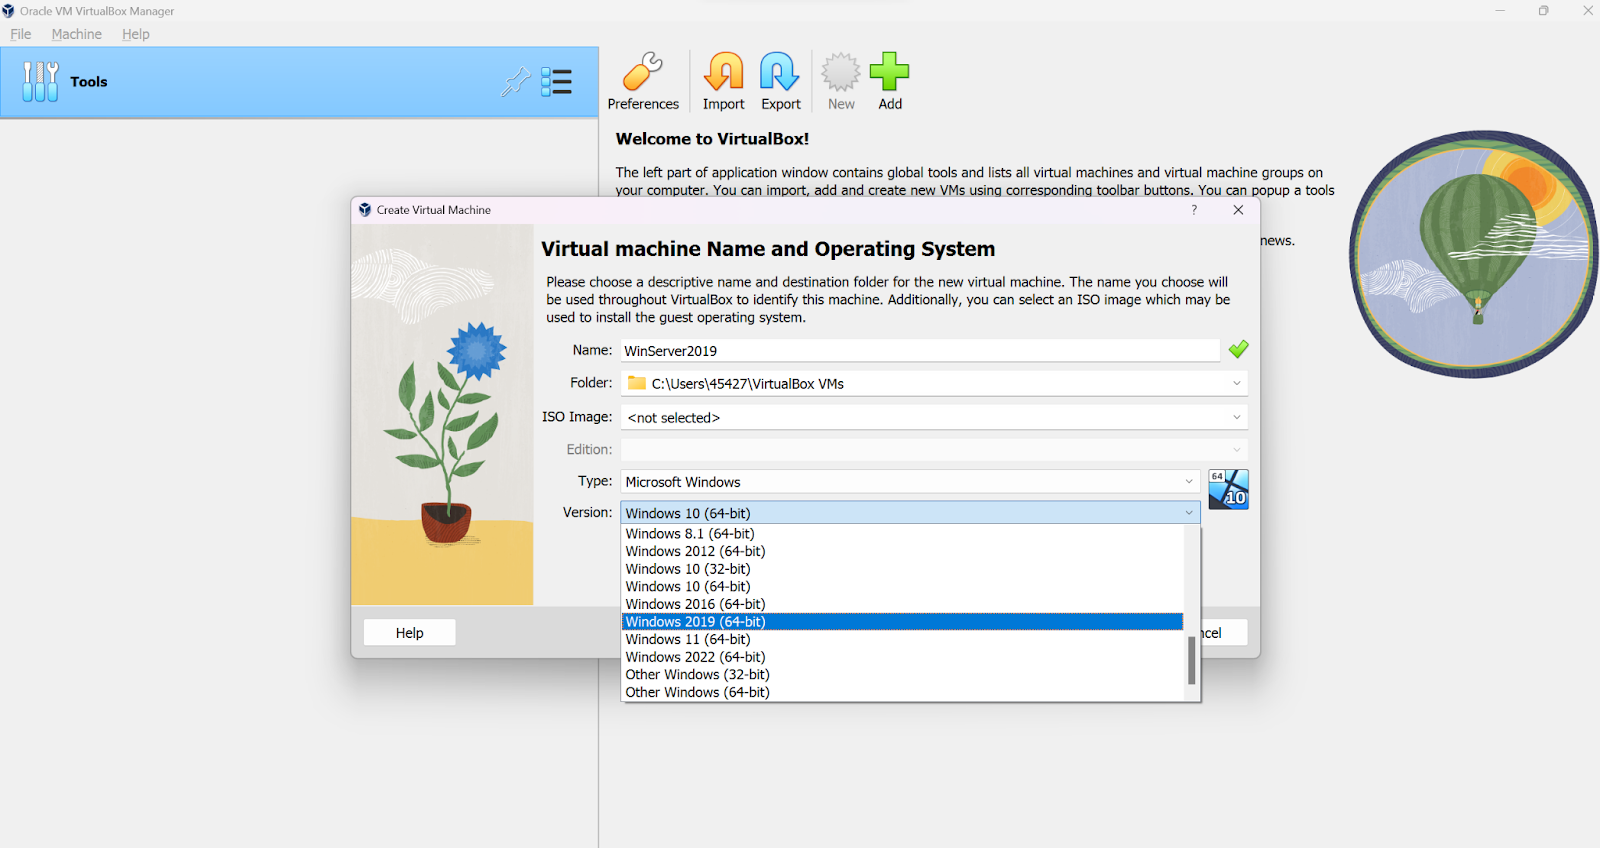 Oracle VM VirtualBox Manager
File Machine Help
Tools
Preferences Import Export New Add
Welcome to VirtualBox!
The left part of application window contains global tools and lists all virtual machines and virtual machine groups on
your computer. You can import, add and create new VMs using corresponding toolbar buttons. You can popup a tools
news.
Create Virtual Machine
?
Virtual machine Name and Operating System
Please choose a descriptive name and destination folder for the new virtual machine. The name you choose will
be used throughout VirtualBox to identify this machine. Additionally, you can select an ISO image which may be
used to install the guest operating system.
Name: WinServer2019
Folder: C:\Users\45427\VirtualBox VMs
ISO Image: <not selected>
Edition:
Type: Microsoft Windows
64
10
Version: Windows 10 (64-bit)
Windows 8.1 (64-bit)
Windows 2012 (64-bit)
Windows 10 (32-bit)
Windows 10 (64-bit)
Windows 2016 (64-bit)
Windows 2019 (64-bit)
Windows 11 (64-bit)
Windows 2022 (64-bit)
Other Windows (32-bit)
Other Windows (64-bit)
Help
ncel